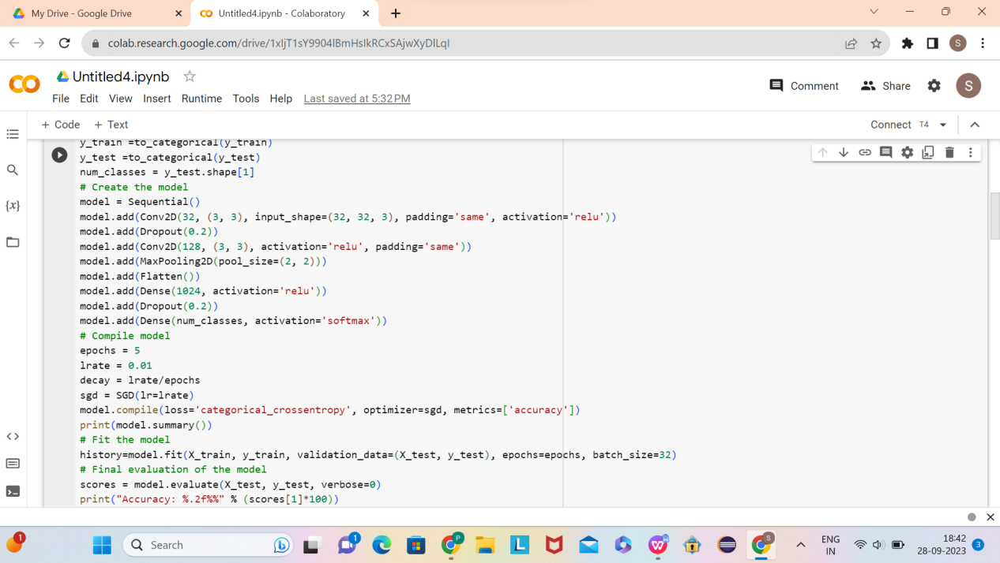 My Drive - Google Drive
Untitled4.ipynb - Colaboratory
colab.research.google.com/drive/1xIjT1sY9904lBmHsIkRCxSAjwXyDlLqI
S
Untitled4.ipynb
File Edit View Insert Runtime Tools Help Last saved at 5:32 PM
Comment Share S
+ Code + Text
Connect T4
{x}
y_train =to_categorical(y_train)
y_test =to_categorical(y_test)
num_classes = y_test.shape[1]
# Create the model
model = Sequential()
model.add(Conv2D(32, (3, 3), input_shape=(32, 32, 3), padding='same', activation='relu'))
model.add(Dropout(0.2))
model.add(Conv2D(128, (3, 3), activation='relu', padding='same'))
model.add(MaxPooling2D(pool_size=(2, 2)))
model.add(Flatten())
model.add(Dense(1024, activation='relu'))
model.add(Dropout(0.2))
model.add(Dense(num_classes, activation='softmax'))
# Compile model
epochs = 5
lrate = 0.01
decay = lrate/epochs
sgd = SGD(lr=lrate)
model.compile(loss='categorical_crossentropy', optimizer=sgd, metrics=['accuracy'])
print(model.summary())
# Fit the model
history=model.fit(X_train, y_train, validation_data=(X_test, y_test), epochs=epochs, batch_size=32)
# Final evaluation of the model
scores = model.evaluate(X_test, y_test, verbose=0)
print("Accuracy: %.2f%%" % (scores[1]*100))
1
Search
1
P
L
S
ENG
IN
18:42
28-09-2023
3